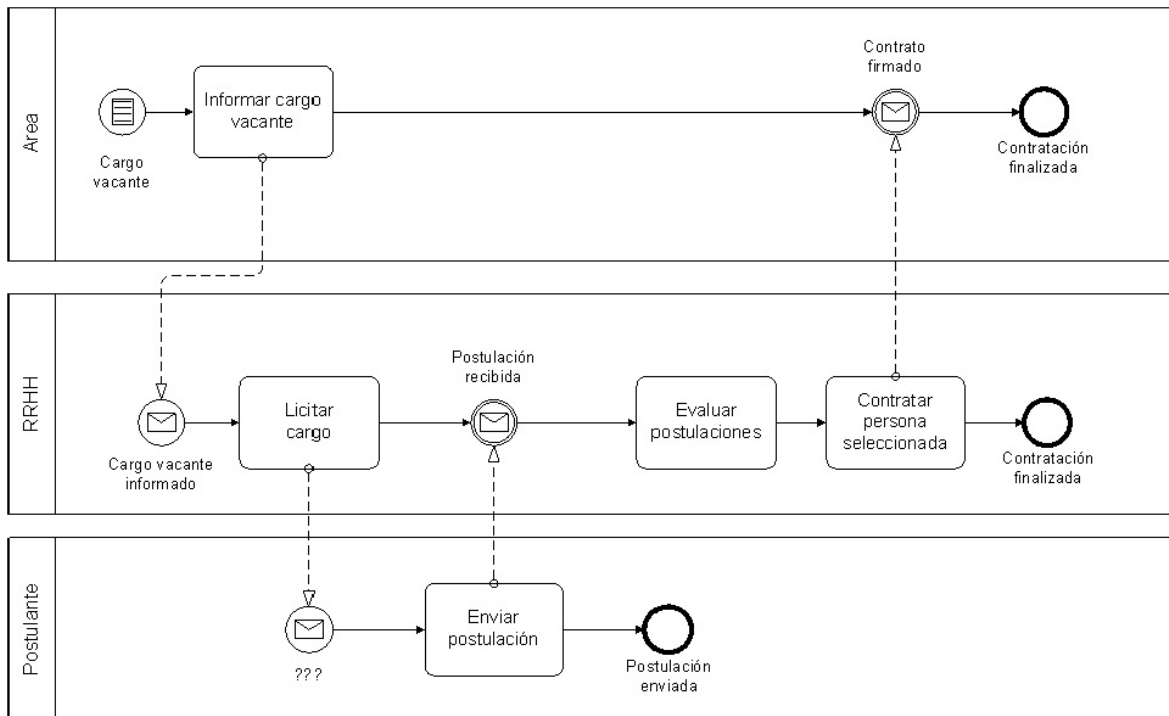 Area
Cargo
vacante
Informar cargo
vacante
Contrato
firmado
Contratación
finalizada
RRHH
Cargo vacante
informado
Licitar
cargo
Postulación
recibida
Evaluar
postulaciones
Contratar
persona
seleccionada
Contratación
finalizada
Postulante
???
Enviar
postulación
Postulación
enviada